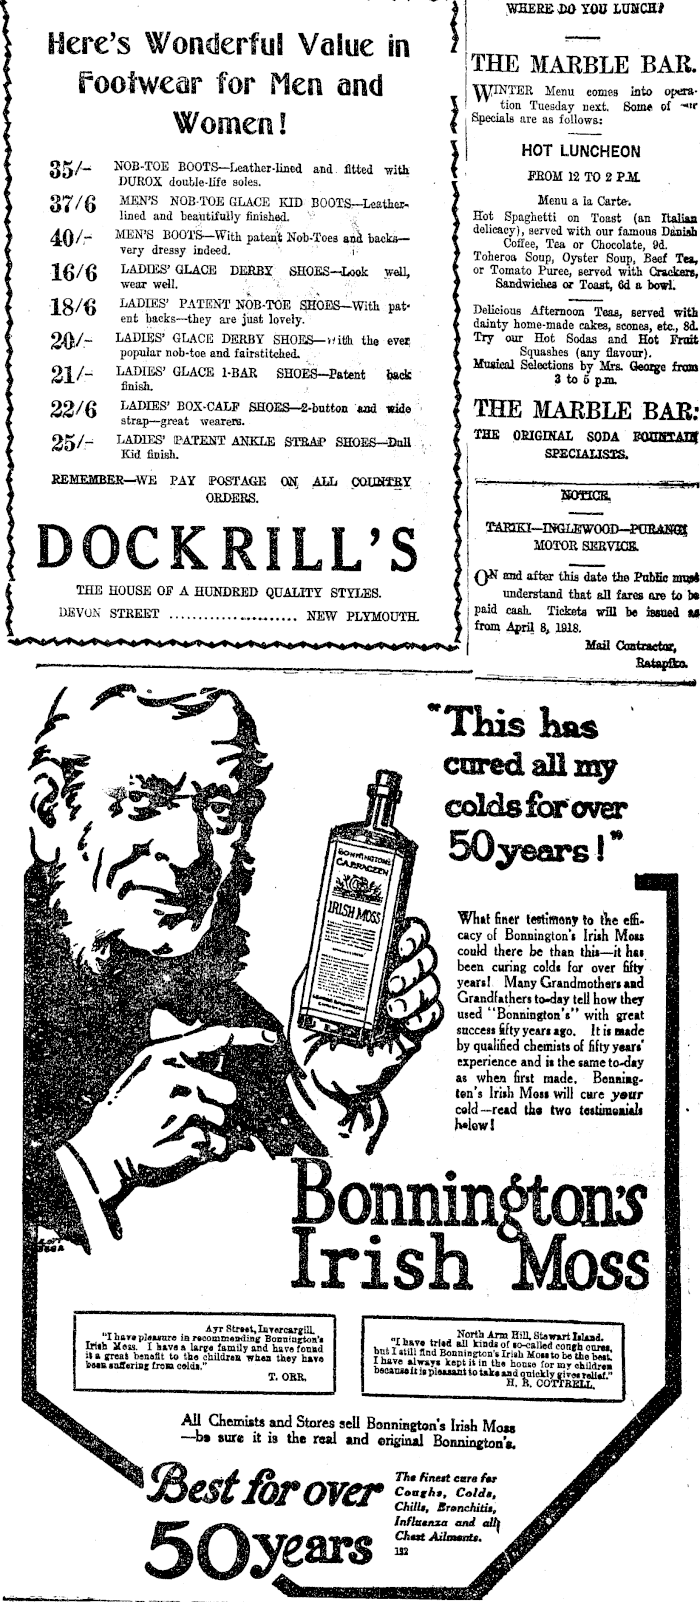 Here's Wonderful Value in
Footwear for Men and
Women!
35/- NOB-TOE BOOTS—Leather-lined and fitted with
DUROX double-life soles.
37/6 MEN'S NOB-TOE GLACE KID BOOTS—Leather-
lined and beautifully finished.
40/- MEN'S BOOTS—With patent Nob-Toes and backs—
very dressy indeed.
16/6 LADIES' GLACE DERBY SHOES—Look well,
wear well.
18/6 LADIES' PATENT NOB-TOE SHOES—With pat-
ent backs—they are just lovely.
20/- LADIES' GLACE DERBY SHOES—With the ever
popular nob-toe and fairstitched.
21/- LADIES' GLACE 1-BAR SHOES—Patent back
finish.
22/6 LADIES' BOX-CALF SHOES—2-button and wide
strap—great wearers.
25/- LADIES' PATENT ANKLE STRAP SHOES—Dull
Kid finish.
REMEMBER—WE PAY POSTAGE ON ALL COUNTRY
ORDERS.
DOCKRILL'S
THE HOUSE OF A HUNDRED QUALITY STYLES.
DEVON STREET ...................... NEW PLYMOUTH.
WHERE DO YOU LUNCH?
THE MARBLE BAR.
WINTER Menu comes into opera-
tion Tuesday next. Some of our
Specials are as follows:
HOT LUNCHEON
FROM 12 TO 2 P.M.
Menu a la Carte.
Hot Spaghetti on Toast (an Italian
delicacy), served with our famous Danish
Coffee, Tea or Chocolate, 9d.
Toheroa Soup, Oyster Soup, Beef Tea,
or Tomato Puree, served with Crackers,
Sandwiches or Toast, 6d a bowl.
Delicious Afternoon Teas, served with
dainty home-made cakes, scones, etc., 8d.
Try our Hot Sodas and Hot Fruit
Squashes (any flavour).
Musical Selections by Mrs. George from
3 to 5 p.m.
THE MARBLE BAR:
THE ORIGINAL SODA FOUNTAIN
SPECIALISTS.
NOTICE.
TARIKI—INGLEWOOD—PURANGI
MOTOR SERVICE.
ON and after this date the Public must
understand that all fares are to be
paid cash. Tickets will be issued as
from April 8, 1918.
Mail Contractor,
Ratapiko.
"This has
cured all my
colds for over
50 years!"
BONNINGTON'S
CARRAGEEN
IRISH MOSS
What finer testimony to the effi-
cacy of Bonnington's Irish Moss
could there be than this—it has
been curing colds for over fifty
years! Many Grandmothers and
Grandfathers to-day tell how they
used "Bonnington's" with great
success fifty years ago. It is made
by qualified chemists of fifty years'
experience and is the same to-day
as when first made. Benning-
ton's Irish Moss will cure your
cold—read the two testimonials
below!
Bonnington's
Irish Moss
Ayr Street, Invercargill.
"I have pleasure in recommending Bonnington's
Irish Moss. I have a large family and have found
it a great benefit to the children when they have
been suffering from colds."
T. ORR.
North Arm Hill, Stewart Island.
"I have tried all kinds of so-called cough cures,
but I still find Bonnington's Irish Moss to be the best.
I have always kept it in the house for my children
because it is pleasant to take and quickly gives relief."
H. R. COTTRELL.
All Chemists and Stores sell Bonnington's Irish Moss
—be sure it is the real and original Bonnington's.
Best for over
50 years
The finest cure for
Coughs, Colds,
Chills, Bronchitis,
Influenza and all
Chest Ailments.
132